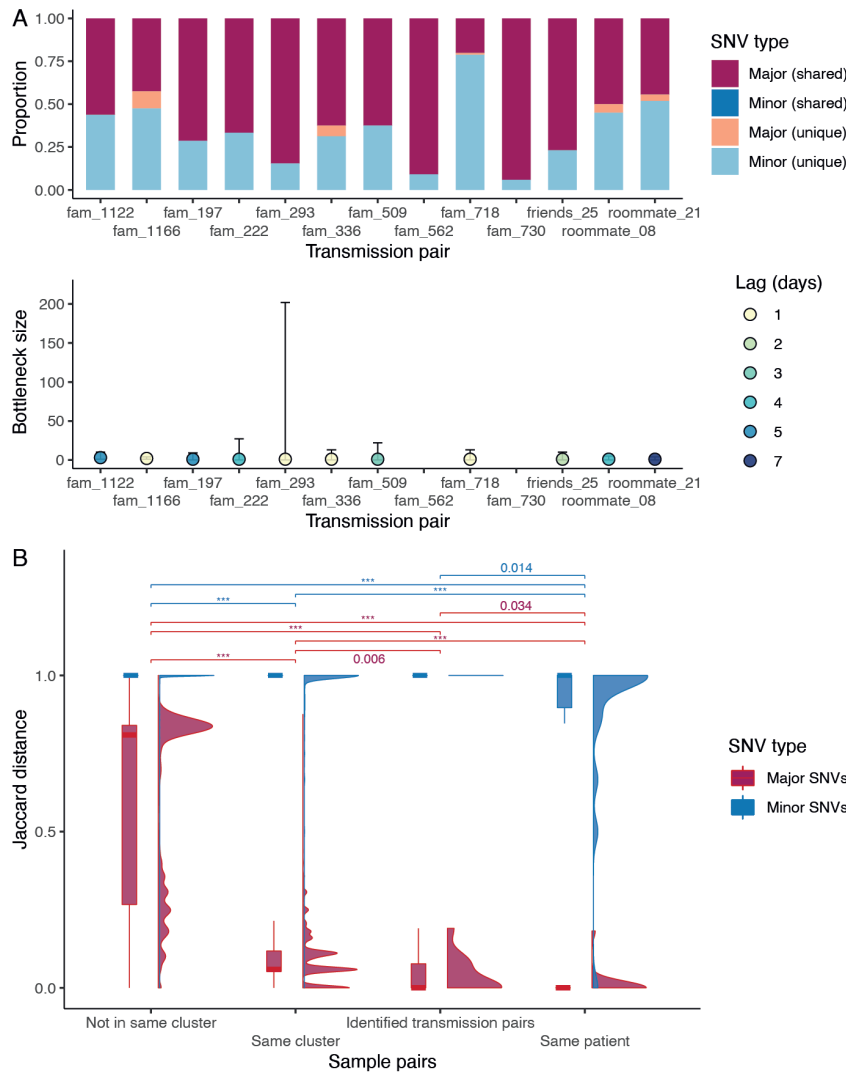 A
1.00
0.75
0.50
0.25
0.00
Proportion
fam_1122 fam_197 fam_293 fam_509 fam_718 friends_25 roommate_21
fam_1166 fam_222 fam_336 fam_562 fam_730 roommate_08
Transmission pair
SNV type
Major (shared)
Minor (shared)
Major (unique)
Minor (unique)
200
150
100
50
0
Bottleneck size
fam_1122 fam_197 fam_293 fam_509 fam_718 friends_25 roommate_21
fam_1166 fam_222 fam_336 fam_562 fam_730 roommate_08
Transmission pair
Lag (days)
1
2
3
4
5
7
B
0.014
***
***
***
0.034
***
***
***
0.006
***
1.0
0.5
0.0
Jaccard distance
Not in same cluster Identified transmission pairs
Same cluster Same patient
Sample pairs
SNV type
Major SNVs
Minor SNVs